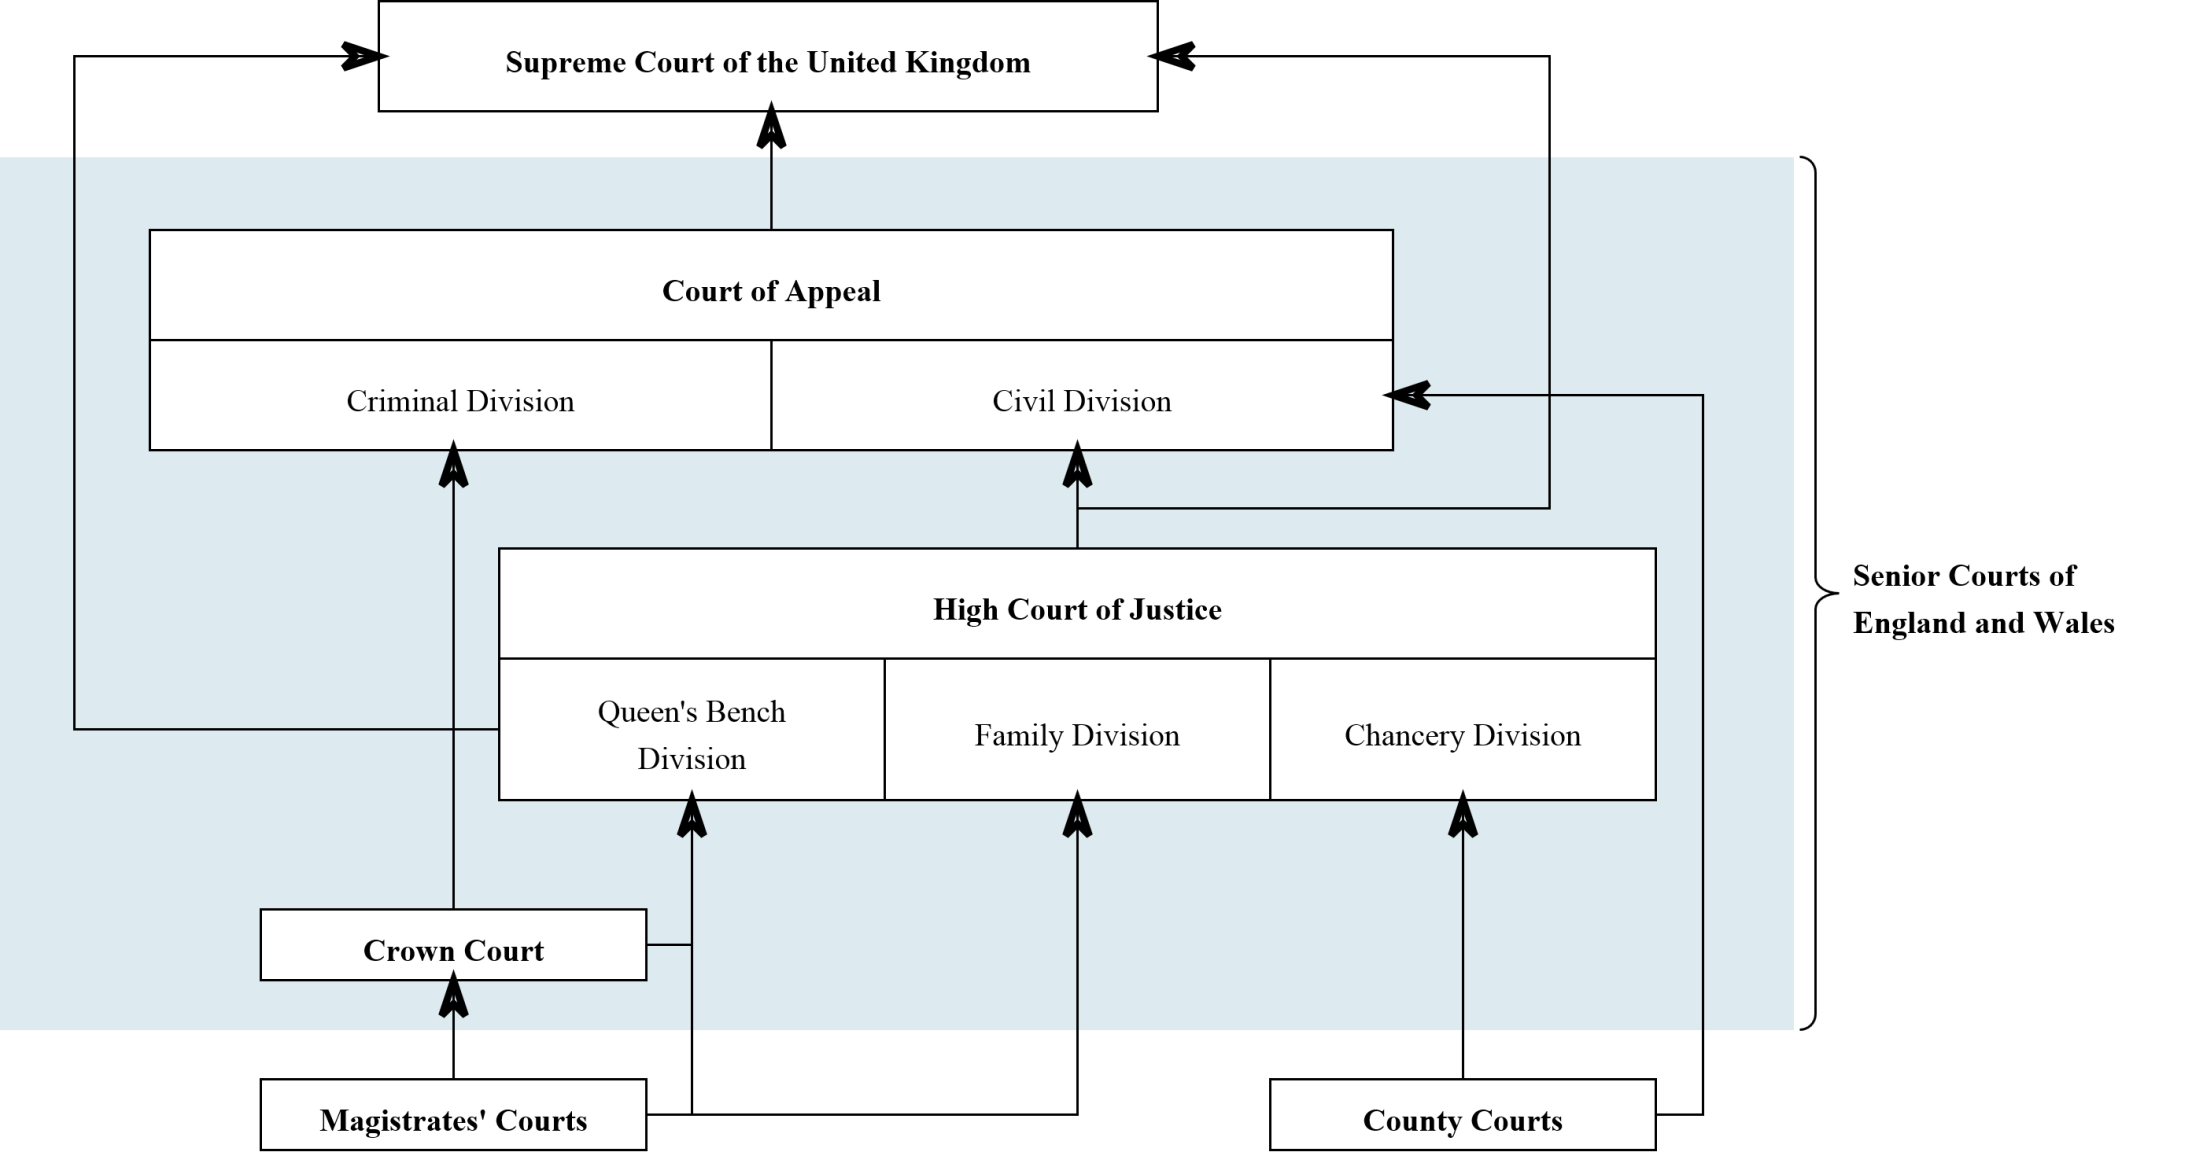 Supreme Court of the United Kingdom
Court of Appeal
Criminal Division
Civil Division
High Court of Justice
Queen's Bench
Division
Family Division
Chancery Division
Senior Courts of
England and Wales
Crown Court
Magistrates' Courts
County Courts